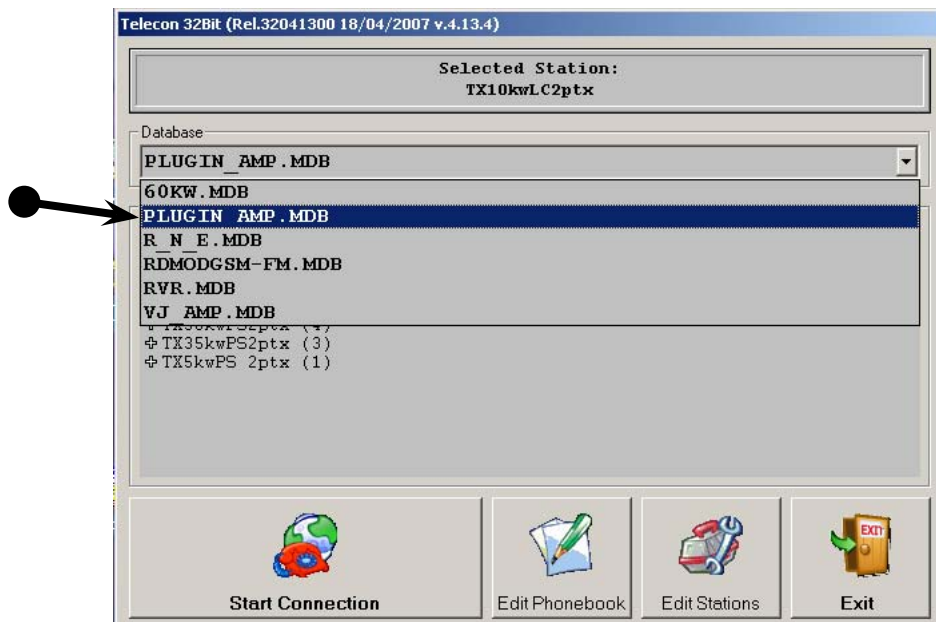 Telecon 32Bit (Rel.32041300 18/04/2007 v.4.13.4)
Selected Station:
TX10kwLC2ptx
Database
PLUGIN_AMP.MDB
60KW.MDB
PLUGIN_AMP.MDB
R_N_E.MDB
RDMODGSM-FM.MDB
RVR.MDB
VJ_AMP.MDB
TX35kwPS2ptx (3)
TX5kwPS 2ptx (1)
Start Connection
Edit Phonebook
Edit Stations
EXIT
Exit